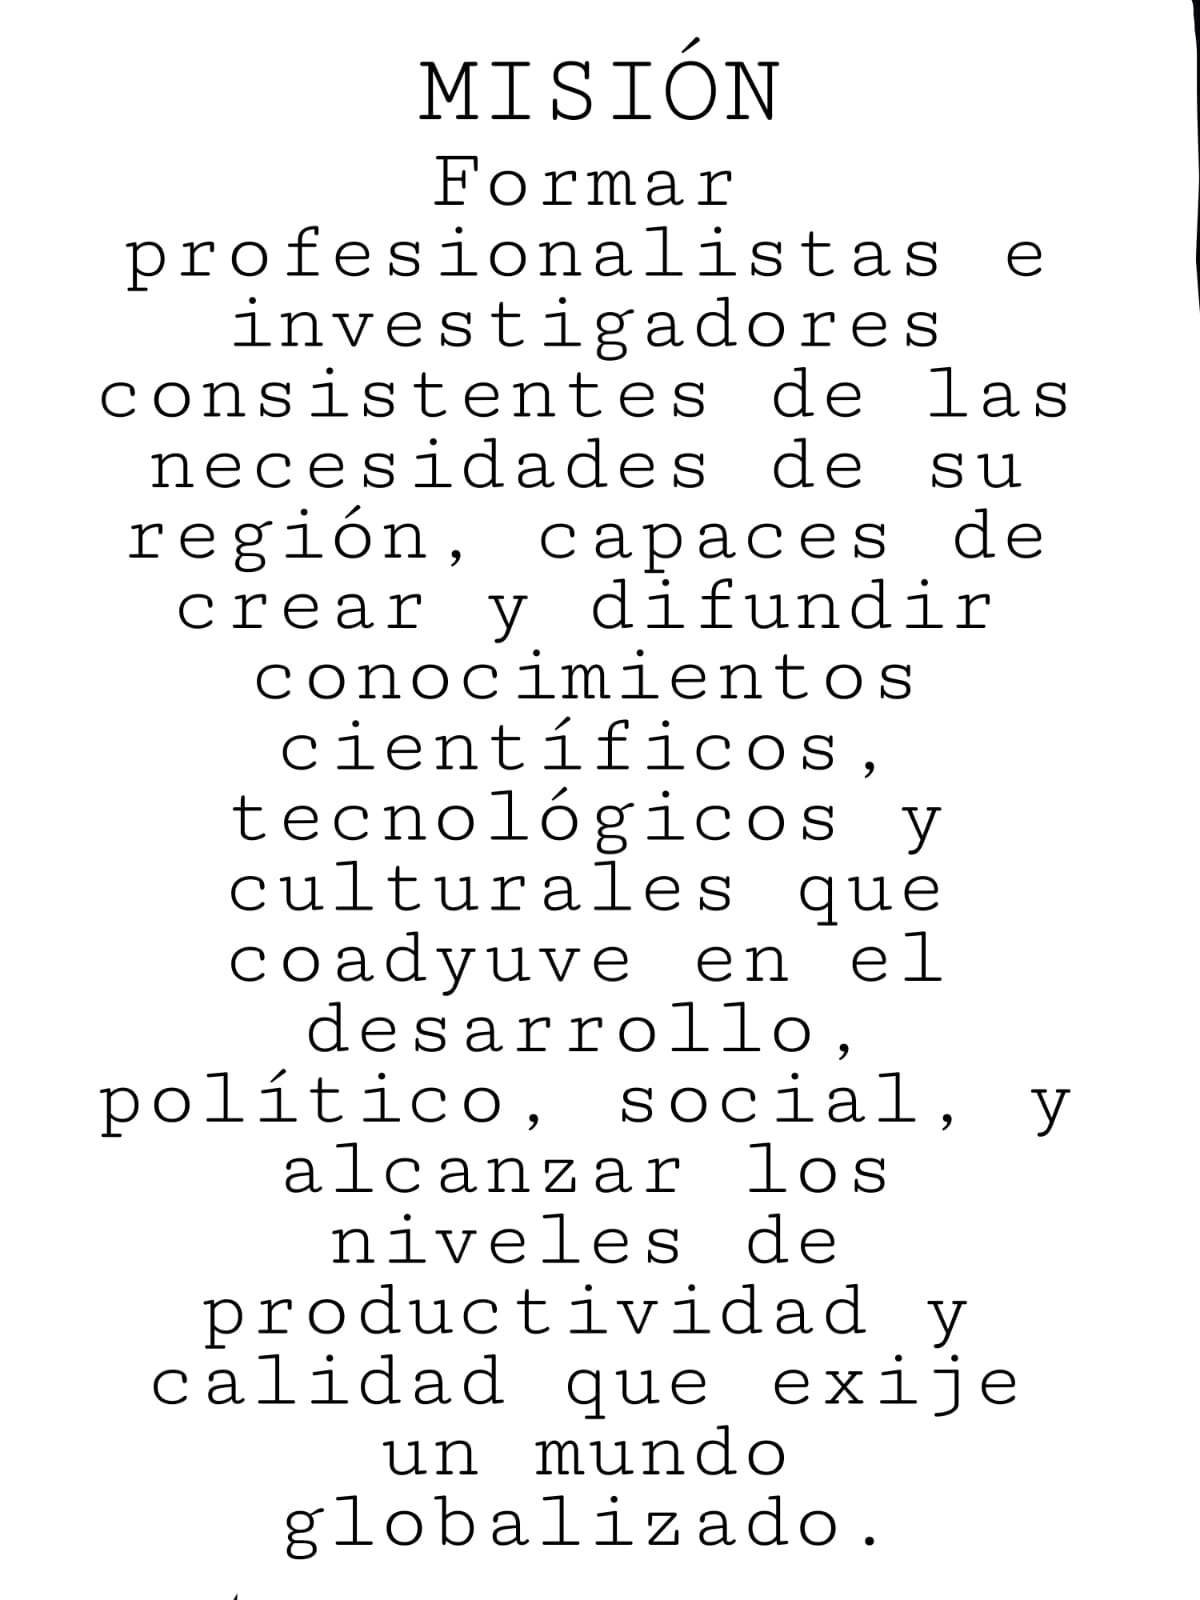 MISIÓN
Formar
profesionalistas e
investigadores
consistentes de las
necesidades de su
región, capaces de
crear y difundir
conocimientos
científicos,
tecnológicos y
culturales que
coadyuve en el
desarrollo,
político, social, y
alcanzar los
niveles de
productividad y
calidad que exije
un mundo
globalizado.